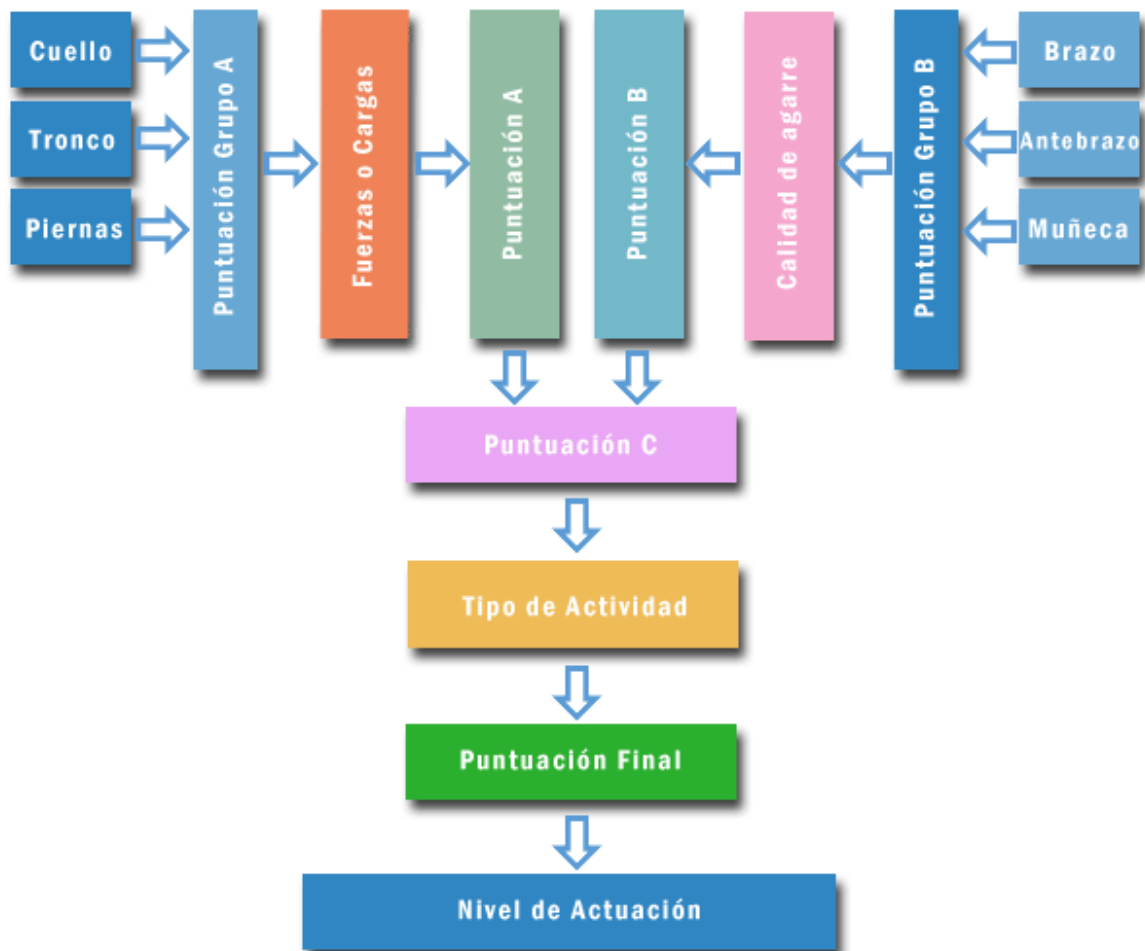 Cuello
Tronco
Piernas
Puntuación Grupo A
Fuerzas o Cargas
Puntuación A
Puntuación B
Calidad de agarre
Puntuación Grupo B
Brazo
Antebrazo
Muñeca
Puntuación C
Tipo de Actividad
Puntuación Final
Nivel de Actuación